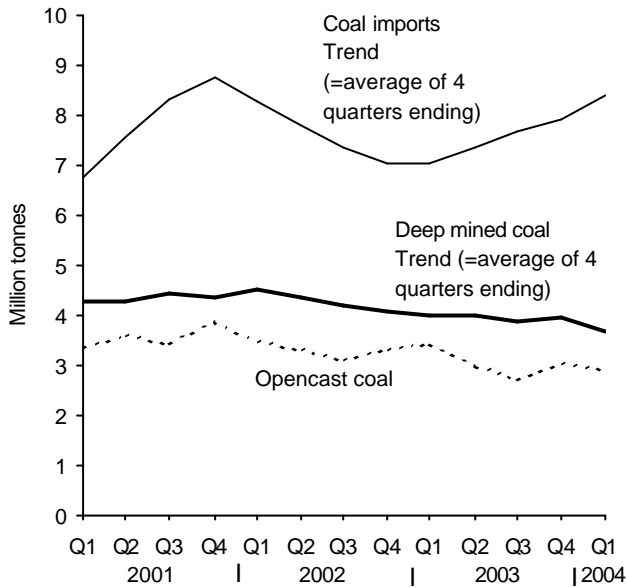 Coal imports
Trend
(=average of 4
quarters ending)
10
9
8
7
6
5
4
3
2
1
0
Million tonnes
Deep mined coal
Trend (=average of 4
quarters ending)
Opencast coal
Q1 Q2 Q3 Q4 Q1 Q2 Q3 Q4 Q1 Q2 Q3 Q4 Q1
2001 | 2002 | 2003 | 2004